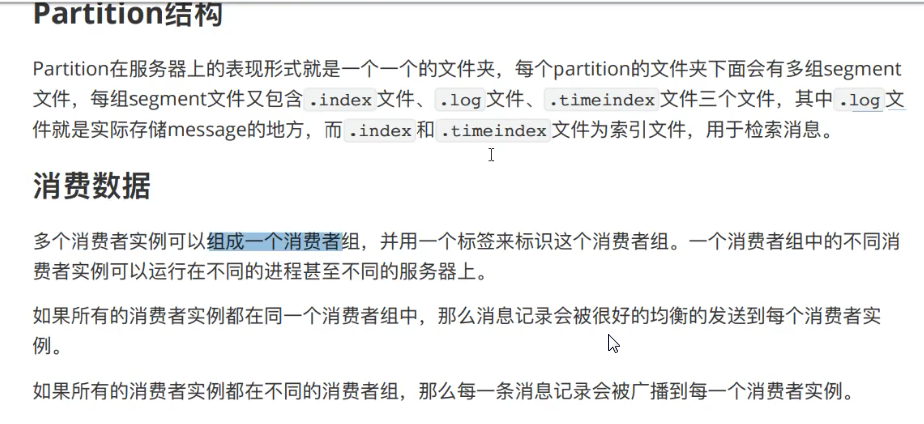 Partition结构
Partition在服务器上的表现形式就是一个一个的文件夹，每个partition的文件夹下面会有多组segment
文件，每组segment文件又包含 .index文件、 .log文件、 .timeindex文件三个文件，其中 .log文
件就是实际存储message的地方，而 .index和 .timeindex文件为索引文件，用于检索消息。
消费数据
多个消费者实例可以组成一个消费者组，并用一个标签来标识这个消费者组。一个消费者组中的不同消
费者实例可以运行在不同的进程甚至不同的服务器上。
如果所有的消费者实例都在同一个消费者组中，那么消息记录会被很好的均衡的发送到每个消费者实
例。
如果所有的消费者实例都在不同的消费者组，那么每一条消息记录会被广播到每一个消费者实例。